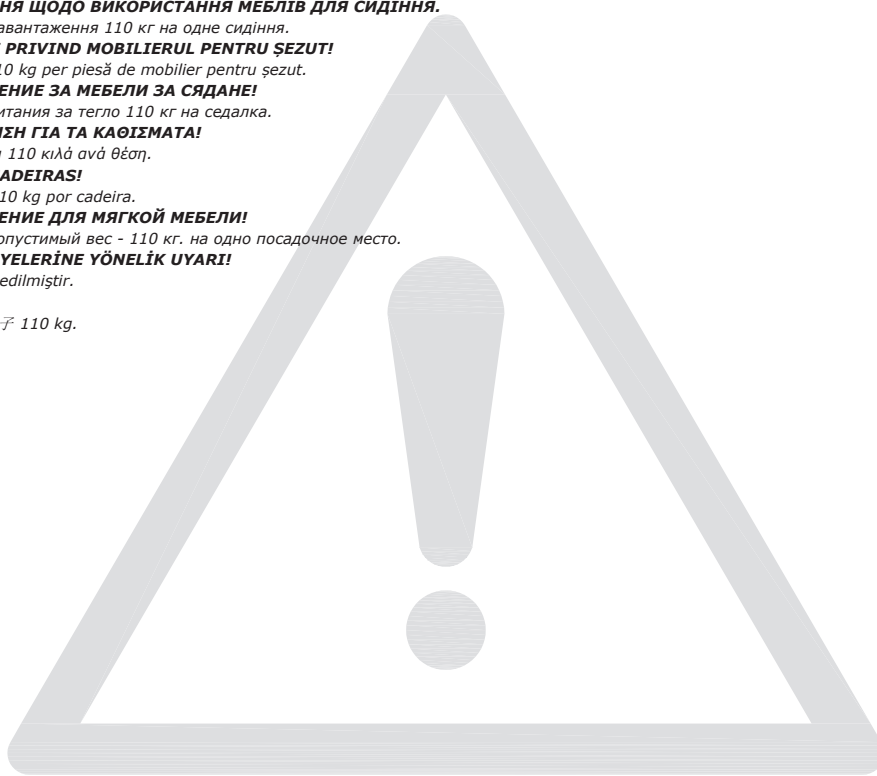 НЯ ЩОДО ВИКОРИСТАННЯ МЕБЛІВ ДЛЯ СИДІННЯ.
авантаження 110 кг на одне сидіння.
PRIVIND MOBILIERUL PENTRU ȘEZUT!
10 kg per piesă de mobilier pentru șezut.
ЕНИЕ ЗА МЕБЕЛИ ЗА СЯДАНЕ!
итания за тегло 110 кг на седалка.
ΣΗ ΓΙΑ ΤΑ ΚΑΘΙΣΜΑΤΑ!
110 κιλά ανά θέση.
ADEIRAS!
10 kg por cadeira.
ЕНИЕ ДЛЯ МЯГКОЙ МЕБЕЛИ!
опустимый вес - 110 кг. на одно посадочное место.
YELERİNE YÖNELİK UYARI!
edilmiştir.
子 110 kg.